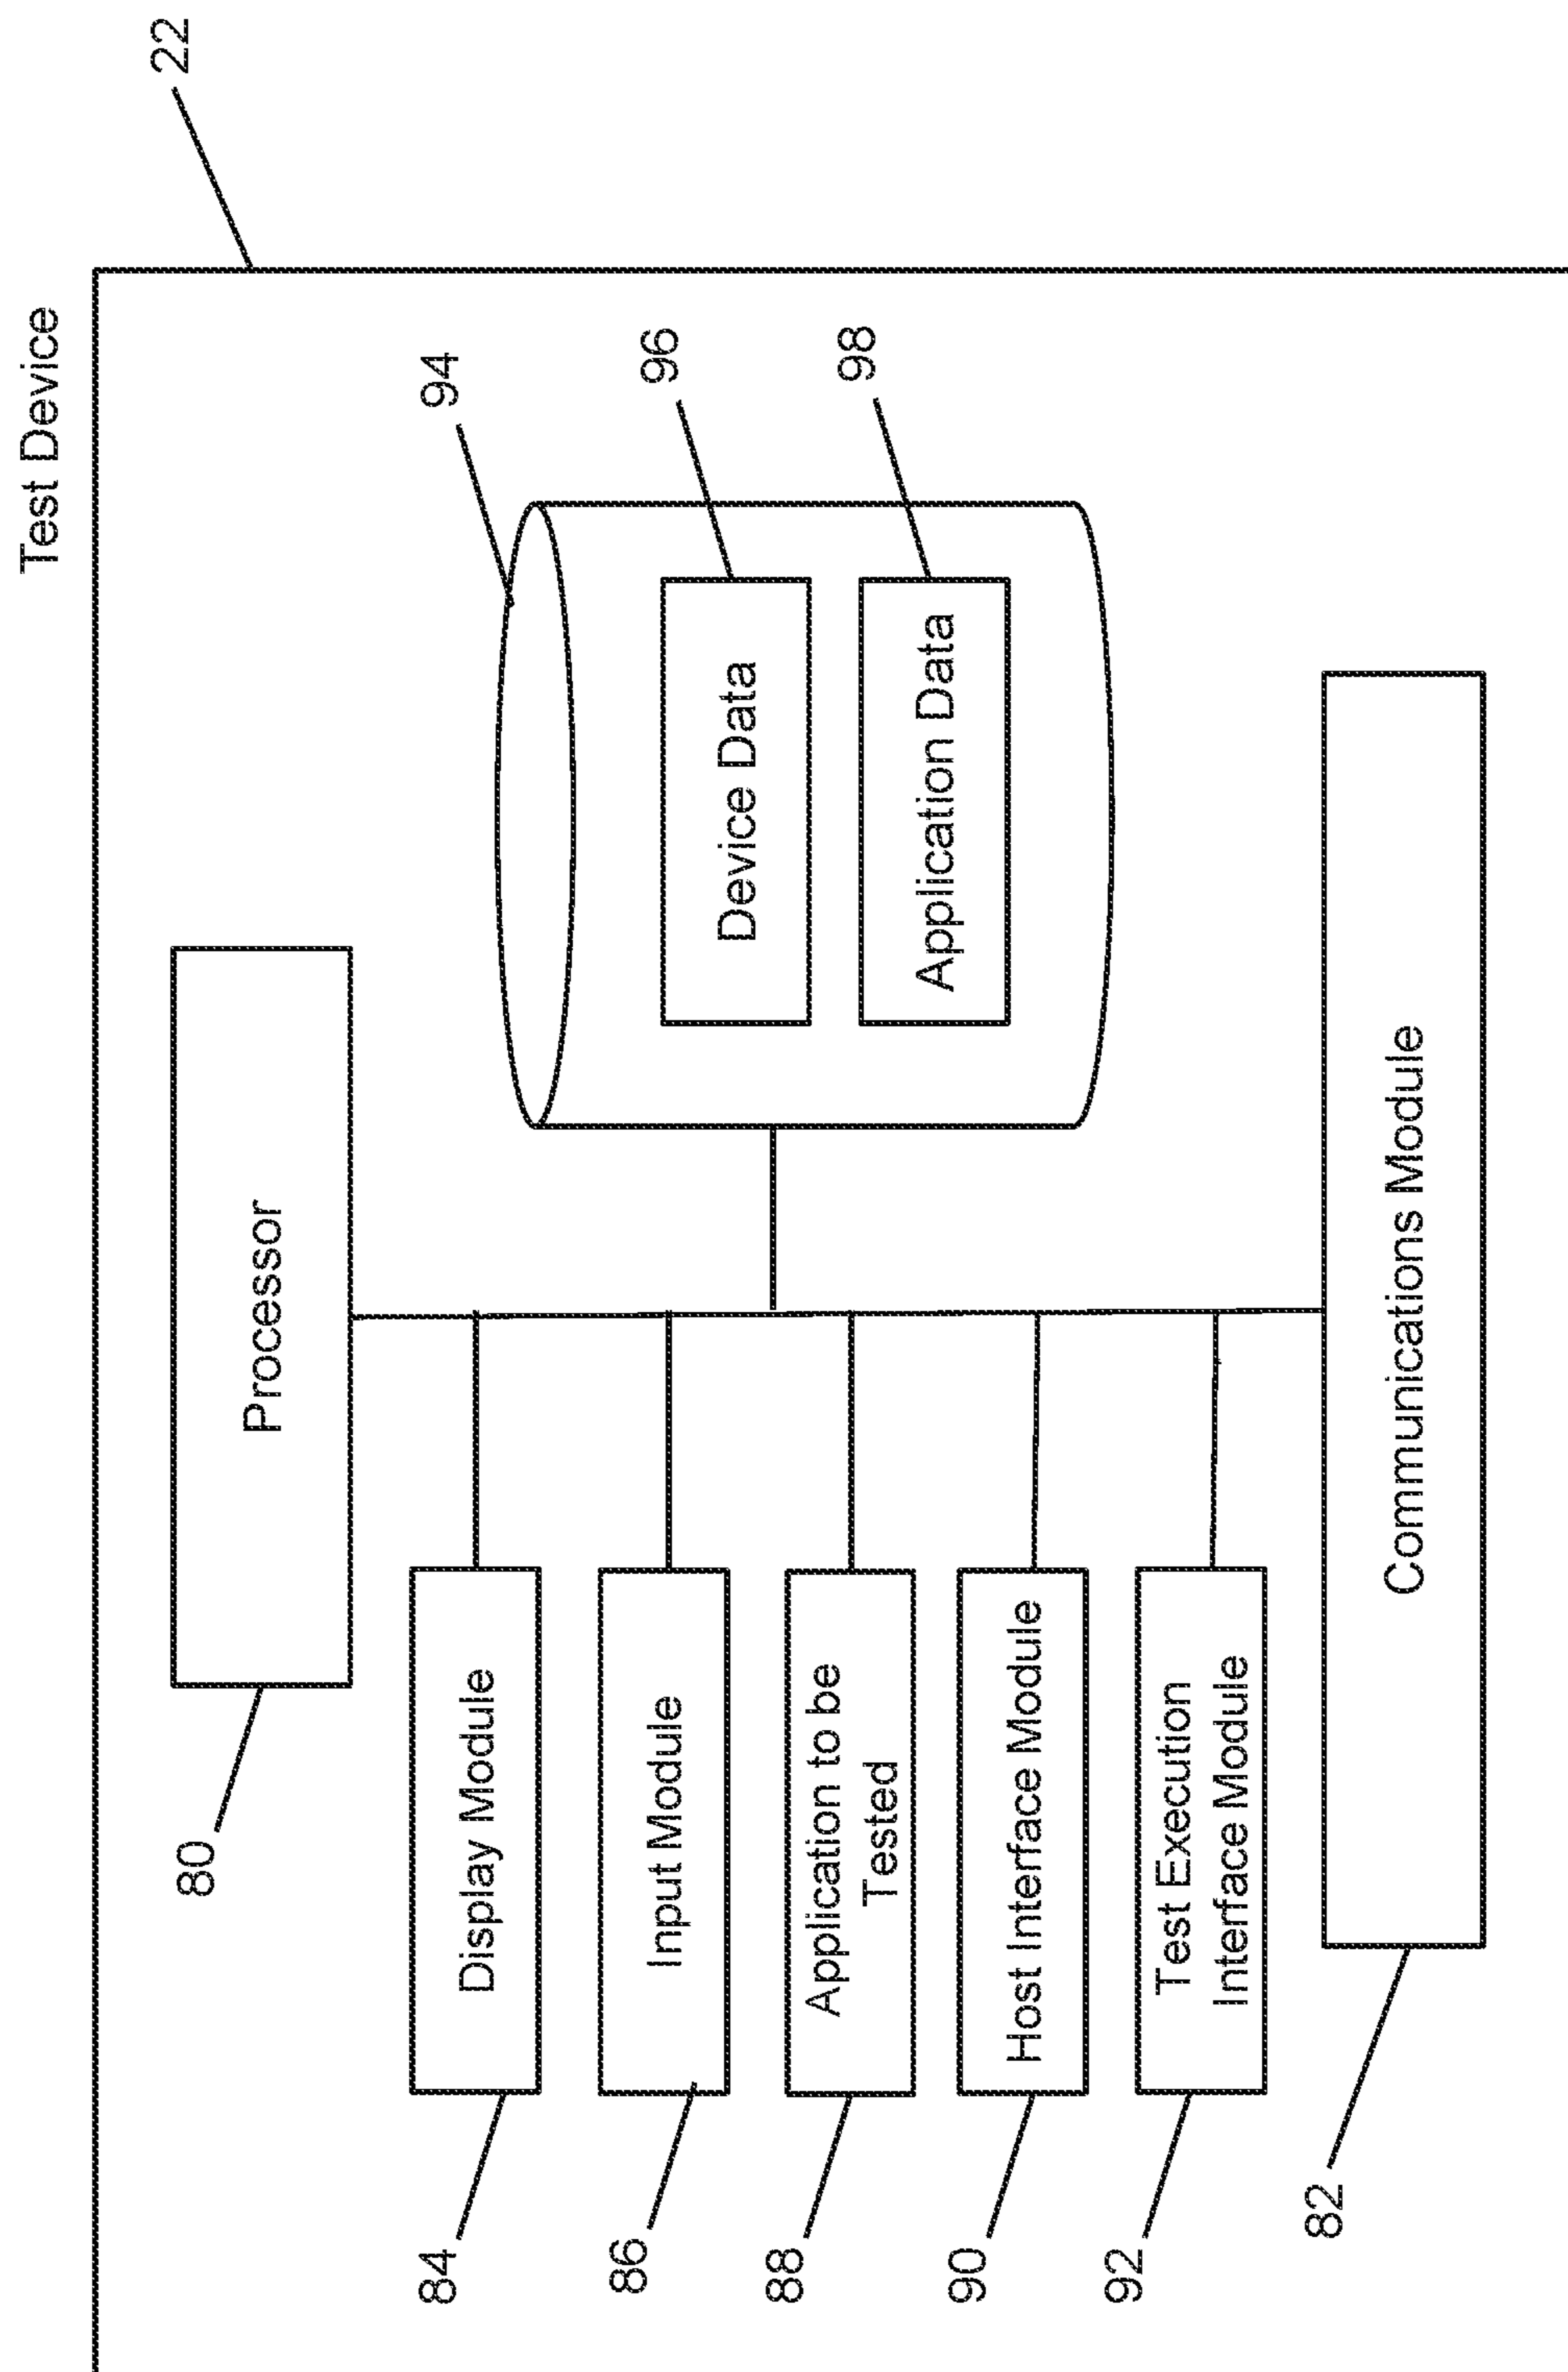 Test Device
22
80
Processor
84
Display Module
86
Input Module
88
Application to be
Tested
90
Host Interface Module
92
Test Execution
Interface Module
94
96
Device Data
98
Application Data
82
Communications Module